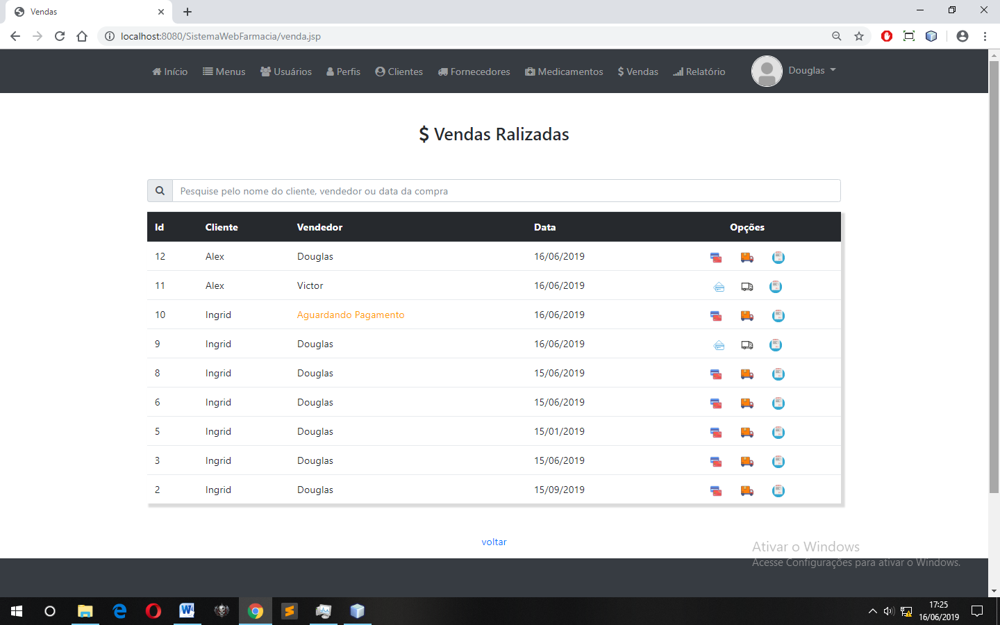 Vendas
localhost:8080/SistemaWebFarmacia/venda.jsp
Início Menus Usuários Perfis Clientes Fornecedores Medicamentos $ Vendas Relatório Douglas
$ Vendas Ralizadas
Pesquise pelo nome do cliente, vendedor ou data da compra
Id Cliente Vendedor Data Opções
12 Alex Douglas 16/06/2019
11 Alex Victor 16/06/2019
10 Ingrid Aguardando Pagamento 16/06/2019
9 Ingrid Douglas 16/06/2019
8 Ingrid Douglas 15/06/2019
6 Ingrid Douglas 15/06/2019
5 Ingrid Douglas 15/01/2019
3 Ingrid Douglas 15/06/2019
2 Ingrid Douglas 15/09/2019
voltar
Ativar o Windows
Acesse Configurações para ativar o Windows.
17:25
16/06/2019